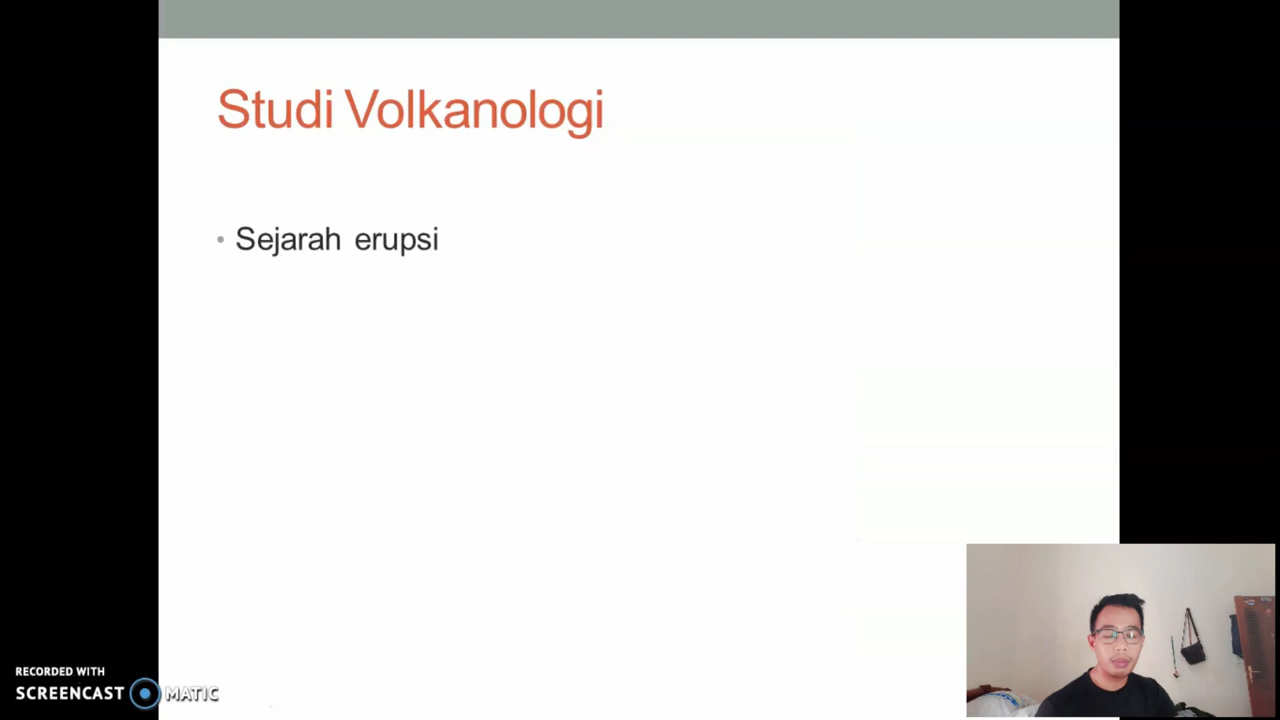 Studi Volkanologi
• Sejarah erupsi
RECORDED WITH
SCREENCAST MATIC